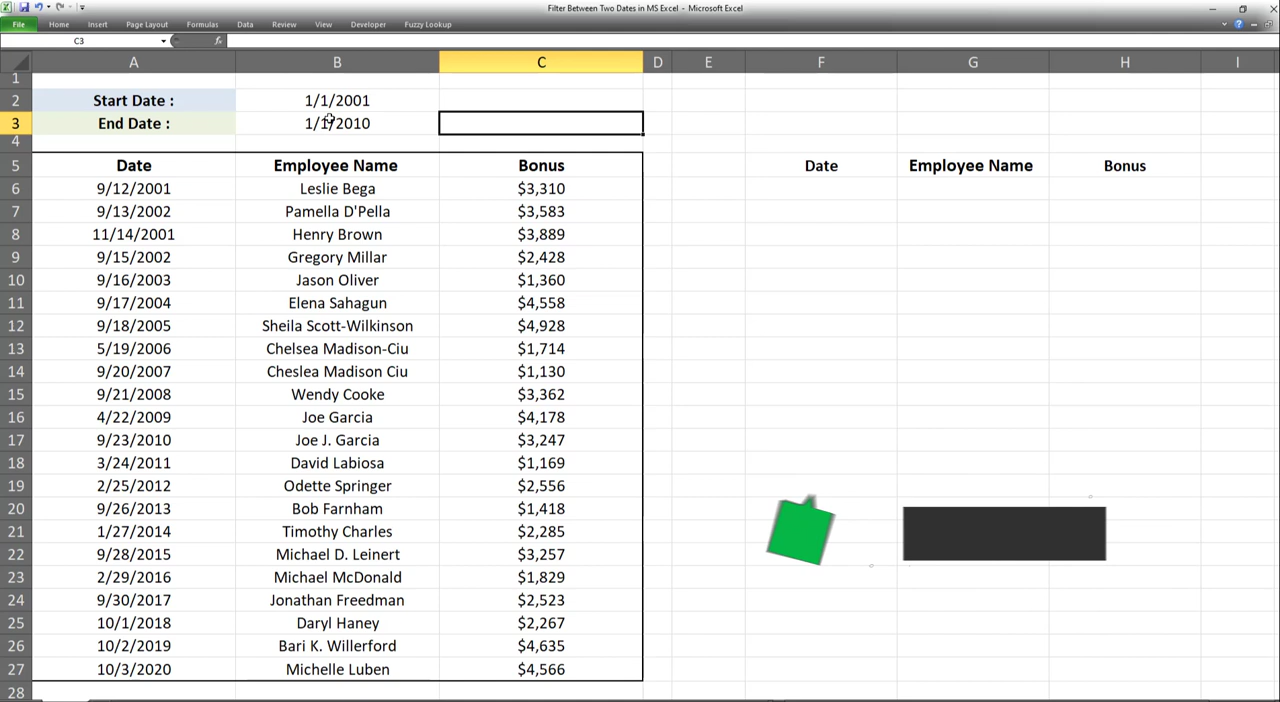 Filter Between Two Dates in MS Excel - Microsoft Excel
File Home Insert Page Layout Formulas Data Review View Developer Fuzzy Lookup
C3 fx
A B C D E F G H I
1
2 Start Date : 1/1/2001
3 End Date : 1/1/2010
4
5 Date Employee Name Bonus Date Employee Name Bonus
6 9/12/2001 Leslie Bega $3,310
7 9/13/2002 Pamella D'Pella $3,583
8 11/14/2001 Henry Brown $3,889
9 9/15/2002 Gregory Millar $2,428
10 9/16/2003 Jason Oliver $1,360
11 9/17/2004 Elena Sahagun $4,558
12 9/18/2005 Sheila Scott-Wilkinson $4,928
13 5/19/2006 Chelsea Madison-Ciu $1,714
14 9/20/2007 Cheslea Madison Ciu $1,130
15 9/21/2008 Wendy Cooke $3,362
16 4/22/2009 Joe Garcia $4,178
17 9/23/2010 Joe J. Garcia $3,247
18 3/24/2011 David Labiosa $1,169
19 2/25/2012 Odette Springer $2,556
20 9/26/2013 Bob Farnham $1,418
21 1/27/2014 Timothy Charles $2,285
22 9/28/2015 Michael D. Leinert $3,257
23 2/29/2016 Michael McDonald $1,829
24 9/30/2017 Jonathan Freedman $2,523
25 10/1/2018 Daryl Haney $2,267
26 10/2/2019 Bari K. Willerford $4,635
27 10/3/2020 Michelle Luben $4,566
28